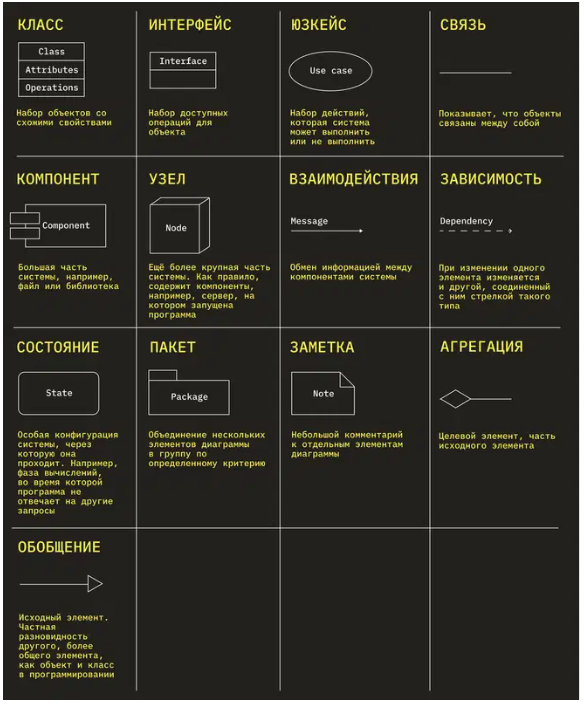 КЛАСС
Class
Attributes
Operations
Набор объектов со
схожими свойствами
ИНТЕРФЕЙС
Interface
Набор доступных
операций для
объекта
ЮЗКЕЙС
Use case
Набор действий,
которая система
может выполнить
или не выполнить
СВЯЗЬ
Показывает, что объекты
связаны между собой
КОМПОНЕНТ
Component
Большая часть
системы, например,
файл или библиотека
УЗЕЛ
Node
Ещё более крупная часть
системы. Как правило,
содержит компоненты,
например, сервер, на
котором запущена
программа
ВЗАИМОДЕЙСТВИЯ
Message
Обмен информацией между
компонентами системы
ЗАВИСИМОСТЬ
Dependency
При изменении одного
элемента изменяется
и другой, соединенный
с ним стрелкой такого
типа
СОСТОЯНИЕ
State
Особая конфигурация
системы, через
которую она
проходит. Например,
фаза вычислений,
во время которой
программа не
отвечает на другие
запросы
ПАКЕТ
Package
Объединение нескольких
элементов диаграммы
в группу по
определенному критерию
ЗАМЕТКА
Note
Небольшой комментарий
к отдельным элементам
диаграммы
АГРЕГАЦИЯ
Целевой элемент, часть
исходного элемента
ОБОБЩЕНИЕ
Исходный элемент.
Частная
разновидность
другого, более
общего элемента,
как объект и класс
в программировании